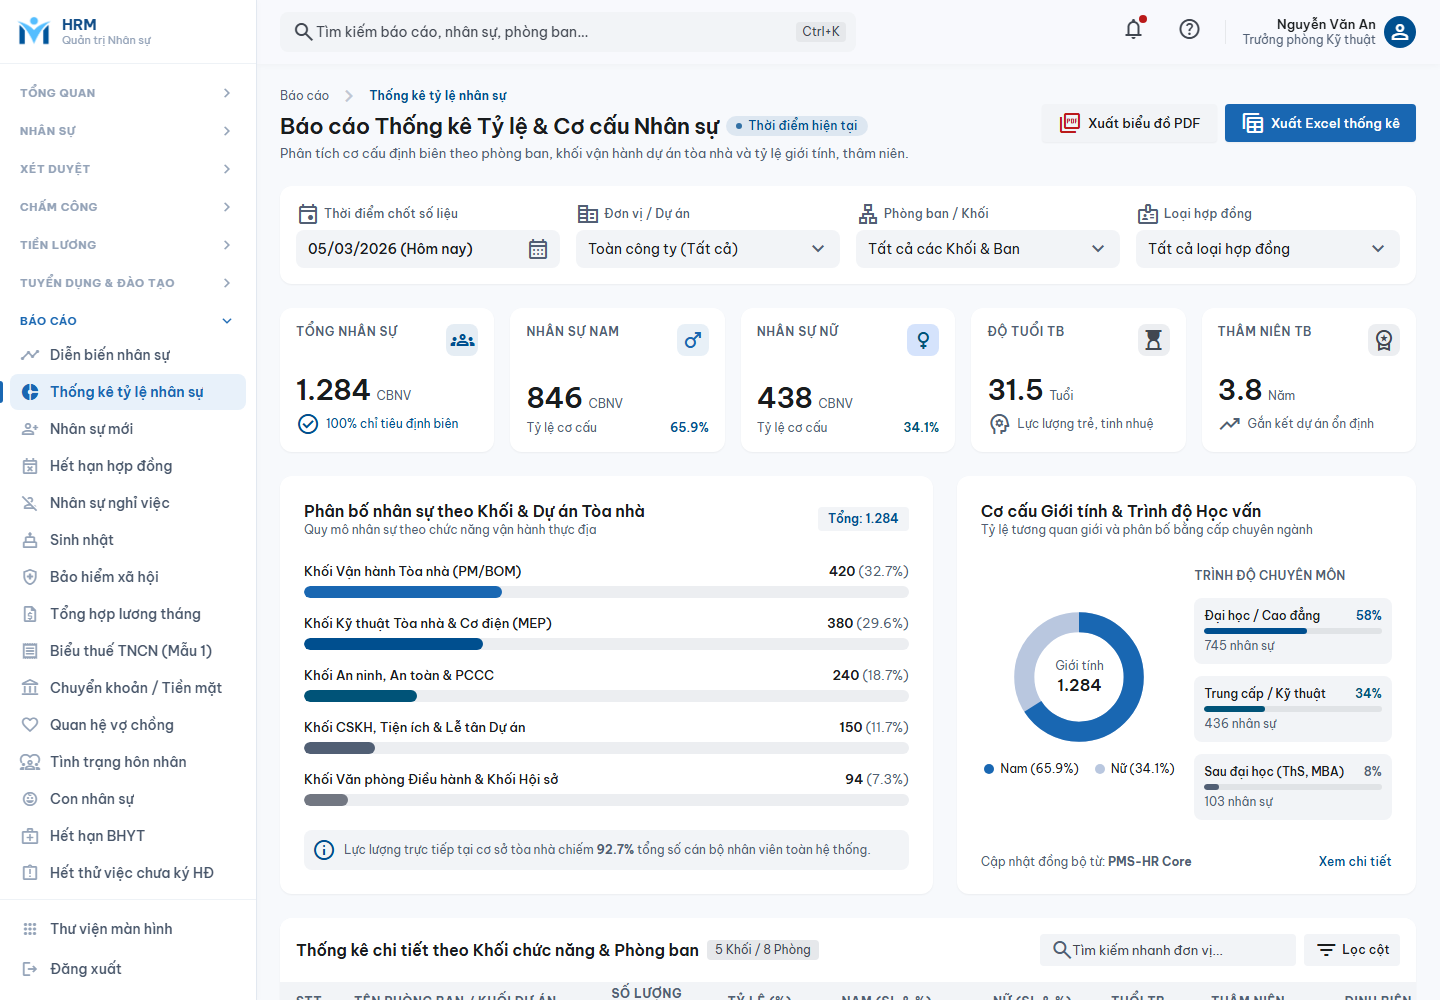 HRM
Quản trị Nhân sự
TỔNG QUAN
NHÂN SỰ
XÉT DUYỆT
CHẤM CÔNG
TIỀN LƯƠNG
TUYỂN DỤNG & ĐÀO TẠO
BÁO CÁO
Diễn biến nhân sự
Thống kê tỷ lệ nhân sự
Nhân sự mới
Hết hạn hợp đồng
Nhân sự nghỉ việc
Sinh nhật
Bảo hiểm xã hội
Tổng hợp lương tháng
Biểu thuế TNCN (Mẫu 1)
Chuyển khoản / Tiền mặt
Quan hệ vợ chồng
Tình trạng hôn nhân
Con nhân sự
Hết hạn BHYT
Hết thử việc chưa ký HĐ
Thư viện màn hình
Đăng xuất
Tìm kiếm báo cáo, nhân sự, phòng ban...
Ctrl+K
Nguyễn Văn An
Trưởng phòng Kỹ thuật
Báo cáo
Thống kê tỷ lệ nhân sự
Báo cáo Thống kê Tỷ lệ & Cơ cấu Nhân sự
Thời điểm hiện tại
Phân tích cơ cấu định biên theo phòng ban, khối vận hành dự án tòa nhà và tỷ lệ giới tính, thâm niên.
PDF
Xuất biểu đồ PDF
Xuất Excel thống kê
Thời điểm chốt số liệu
05/03/2026 (Hôm nay)
Đơn vị / Dự án
Toàn công ty (Tất cả)
Phòng ban / Khối
Tất cả các Khối & Ban
Loại hợp đồng
Tất cả loại hợp đồng
TỔNG NHÂN SỰ
1.284 CBNV
100% chỉ tiêu định biên
NHÂN SỰ NAM
846 CBNV
Tỷ lệ cơ cấu 65.9%
NHÂN SỰ NỮ
438 CBNV
Tỷ lệ cơ cấu 34.1%
ĐỘ TUỔI TB
31.5 Tuổi
Lực lượng trẻ, tinh nhuệ
THÂM NIÊN TB
3.8 Năm
Gắn kết dự án ổn định
Phân bố nhân sự theo Khối & Dự án Tòa nhà
Quy mô nhân sự theo chức năng vận hành thực địa
Tổng: 1.284
Khối Vận hành Tòa nhà (PM/BOM) 420 (32.7%)
Khối Kỹ thuật Tòa nhà & Cơ điện (MEP) 380 (29.6%)
Khối An ninh, An toàn & PCCC 240 (18.7%)
Khối CSKH, Tiện ích & Lễ tân Dự án 150 (11.7%)
Khối Văn phòng Điều hành & Khối Hội sở 94 (7.3%)
Lực lượng trực tiếp tại cơ sở tòa nhà chiếm 92.7% tổng số cán bộ nhân viên toàn hệ thống.
Cơ cấu Giới tính & Trình độ Học vấn
Tỷ lệ tương quan giới và phân bố bằng cấp chuyên ngành
Giới tính
1.284
Nam (65.9%)
Nữ (34.1%)
TRÌNH ĐỘ CHUYÊN MÔN
Đại học / Cao đẳng 58%
745 nhân sự
Trung cấp / Kỹ thuật 34%
436 nhân sự
Sau đại học (ThS, MBA) 8%
103 nhân sự
Cập nhật đồng bộ từ: PMS-HR Core
Xem chi tiết
Thống kê chi tiết theo Khối chức năng & Phòng ban
5 Khối / 8 Phòng
Tìm kiếm nhanh đơn vị...
Lọc cột
STT TÊN PHÒNG BAN / KHỐI DỰ ÁN SỐ LƯỢNG TỶ LỆ (%) NAM (SL & %) NỮ (SL & %) TUỔI TB THÂM NIÊN ĐỊNH BIÊN